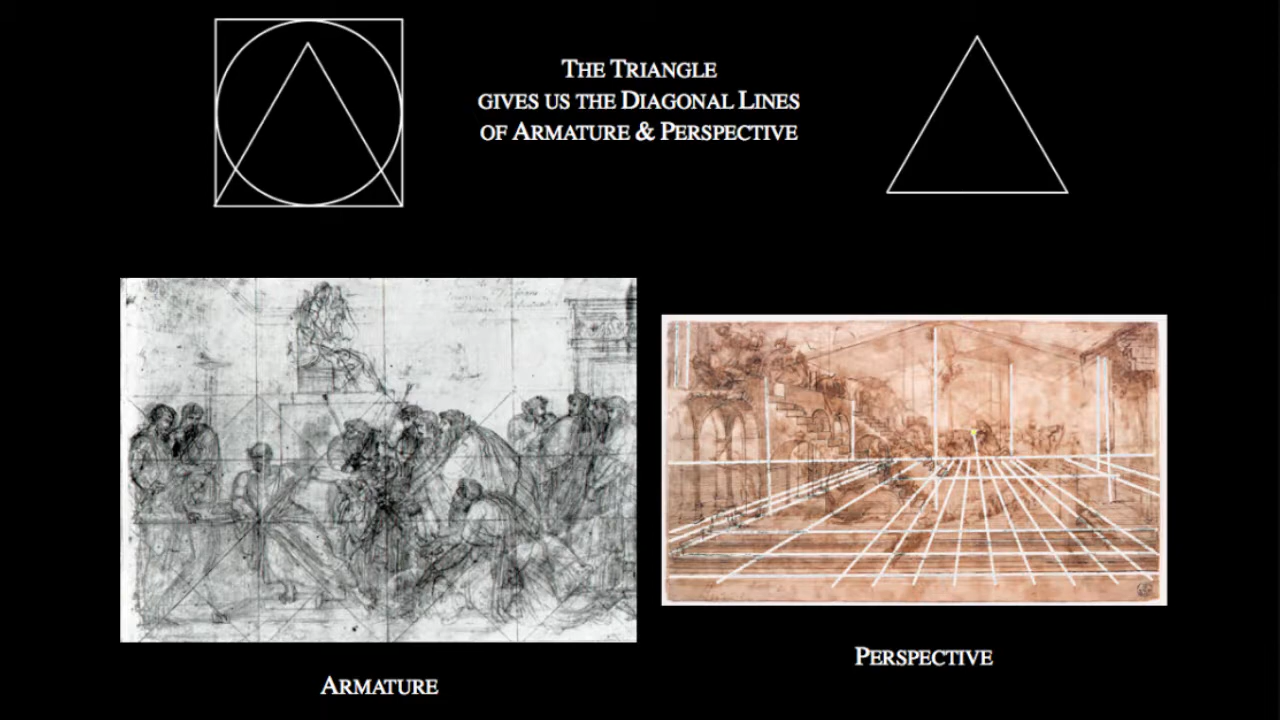 THE TRIANGLE
GIVES US THE DIAGONAL LINES
OF ARMATURE & PERSPECTIVE
ARMATURE
PERSPECTIVE